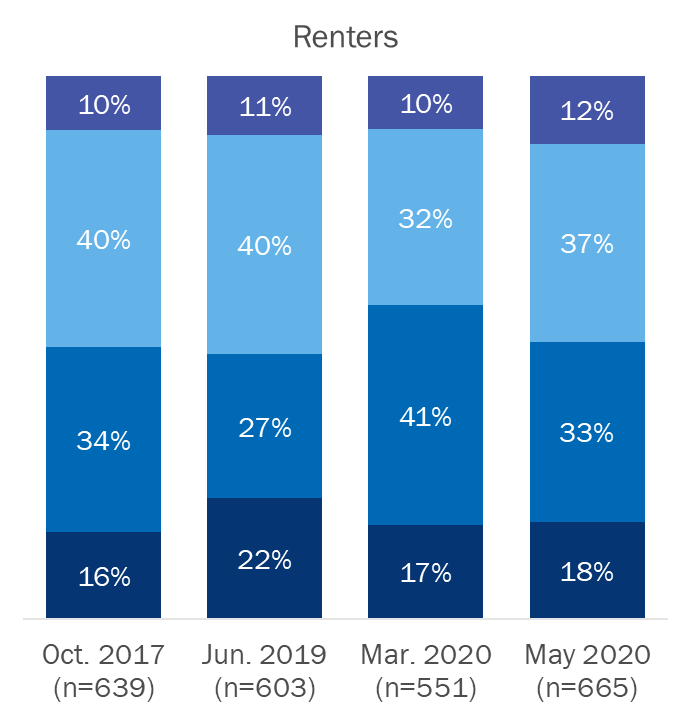 Renters
10%
11%
10%
12%
40%
40%
32%
37%
34%
27%
41%
33%
16%
22%
17%
18%
Oct. 2017
(n=639)
Jun. 2019
(n=603)
Mar. 2020
(n=551)
May 2020
(n=665)